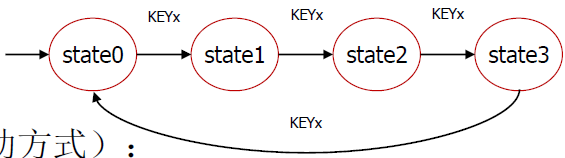 KEYx KEYx KEYx
state0 state1 state2 state3
KEYx
动方式）：